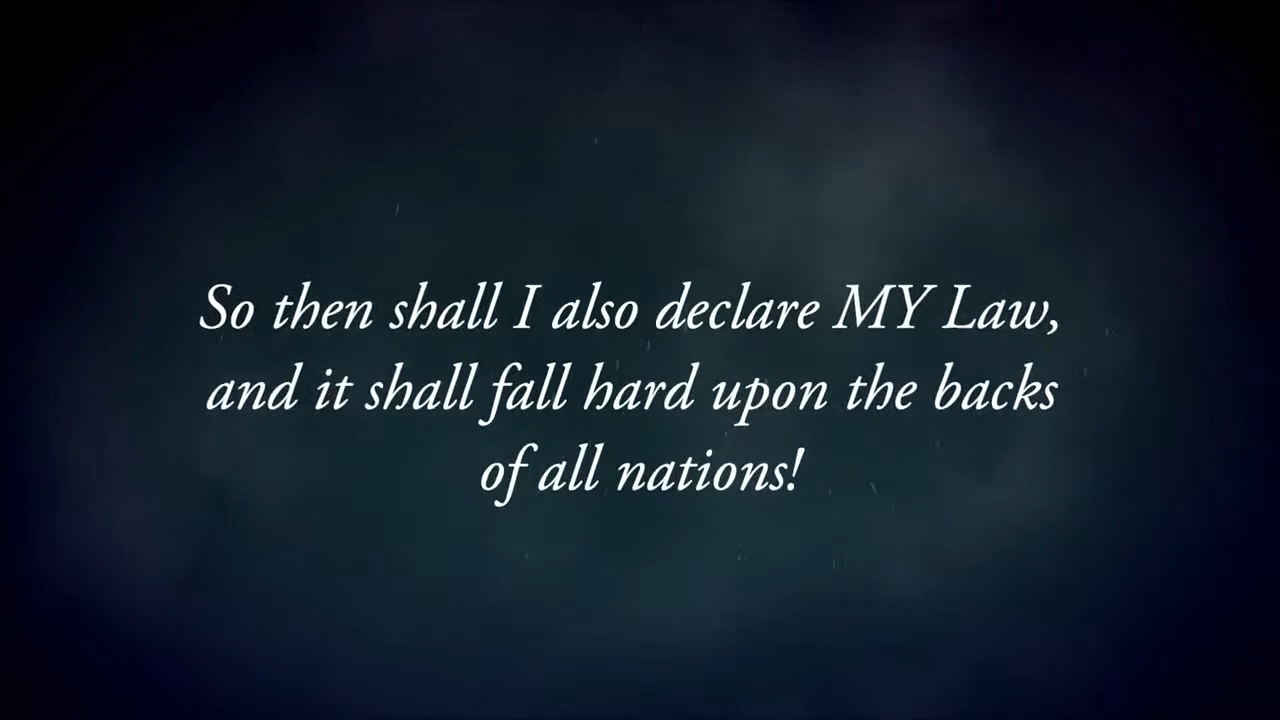 So then shall I also declare MY Law,
and it shall fall hard upon the backs
of all nations!